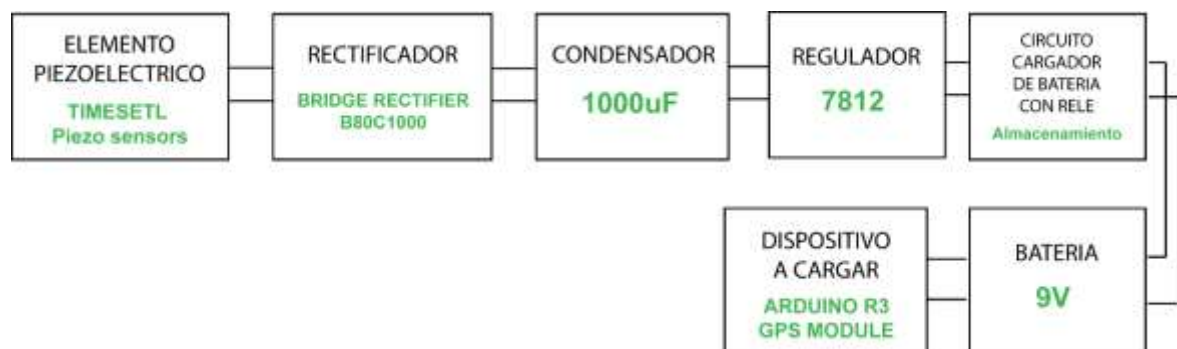 ELEMENTO
PIEZOELECTRICO
TIMESETL
Piezo sensors
RECTIFICADOR
BRIDGE RECTIFIER
B80C1000
CONDENSADOR
1000uF
REGULADOR
7812
CIRCUITO
CARGADOR
DE BATERIA
CON RELE
Almacenamiento
DISPOSITIVO
A CARGAR
ARDUINO R3
GPS MODULE
BATERIA
9V